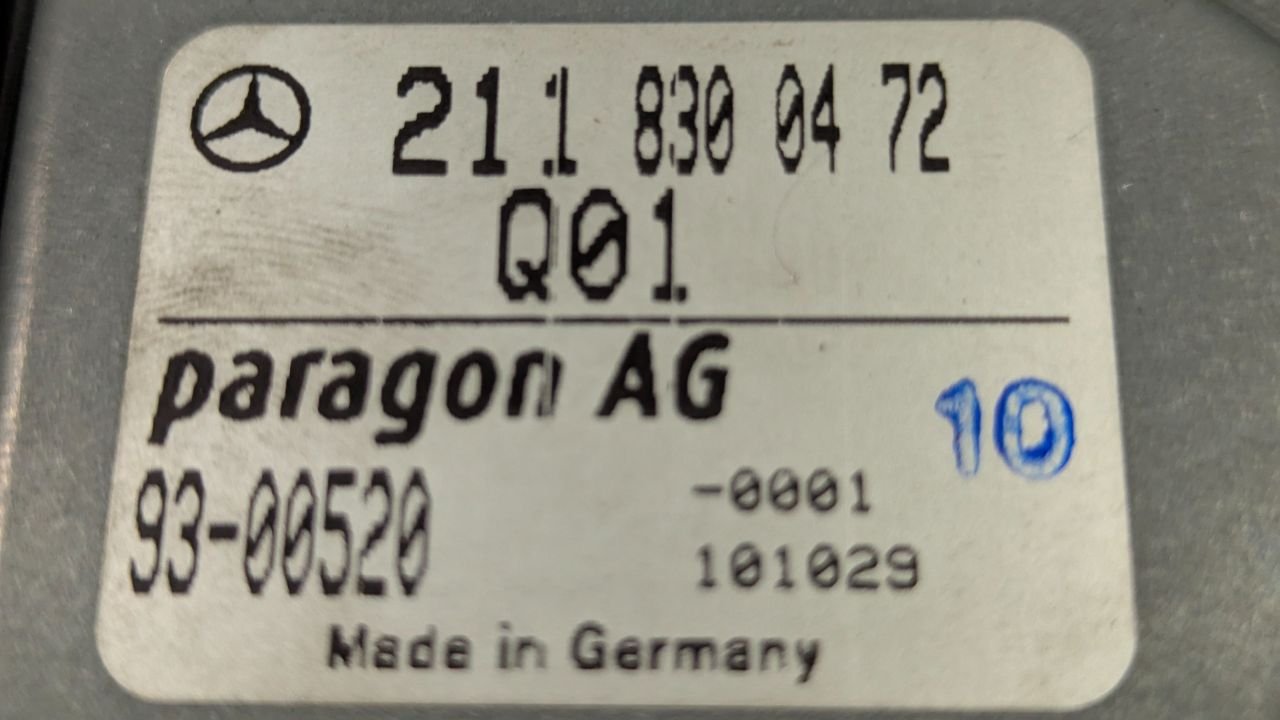 211 830 04 72
Q01
paragon AG
10
93-00520 -0001
101029
Made in Germany